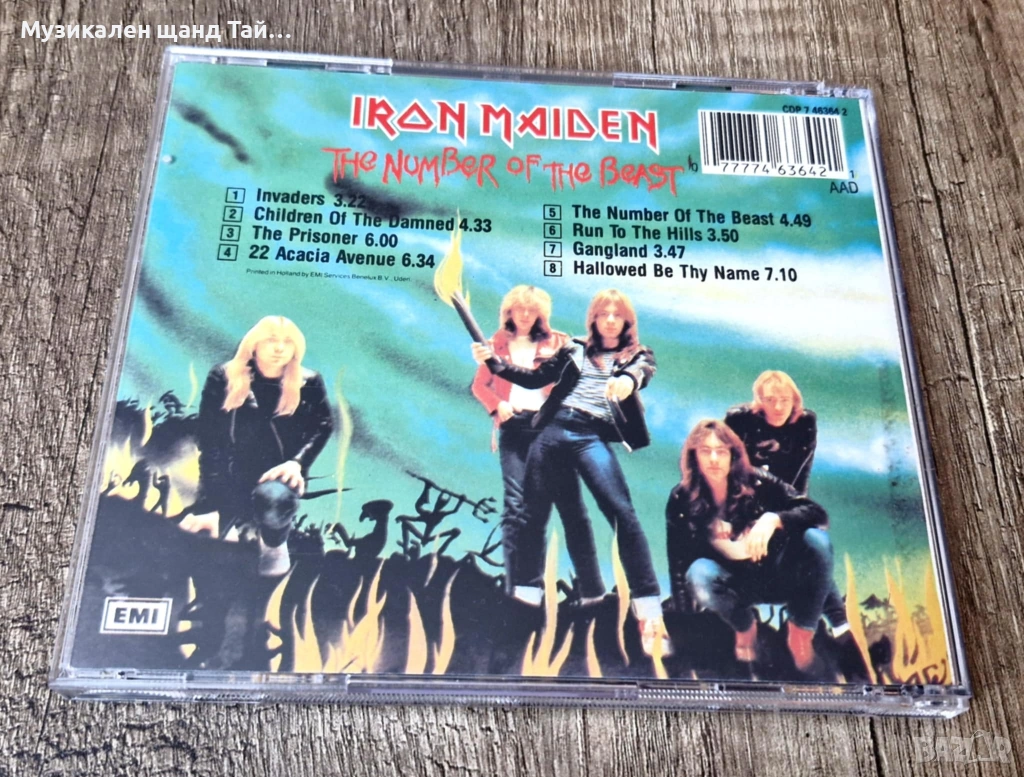 Музикален щанд Тай...
IRON MAIDEN
THE NUMBER OF THE BEAST
CDP 7 46364 2
0 77774 63642 1
AAD
1 Invaders 3.22
2 Children Of The Damned 4.33
3 The Prisoner 6.00
4 22 Acacia Avenue 6.34
Printed in Holland by EMI Services Benelux B.V., Uden
5 The Number Of The Beast 4.49
6 Run To The Hills 3.50
7 Gangland 3.47
8 Hallowed Be Thy Name 7.10
EMI
BAZAR